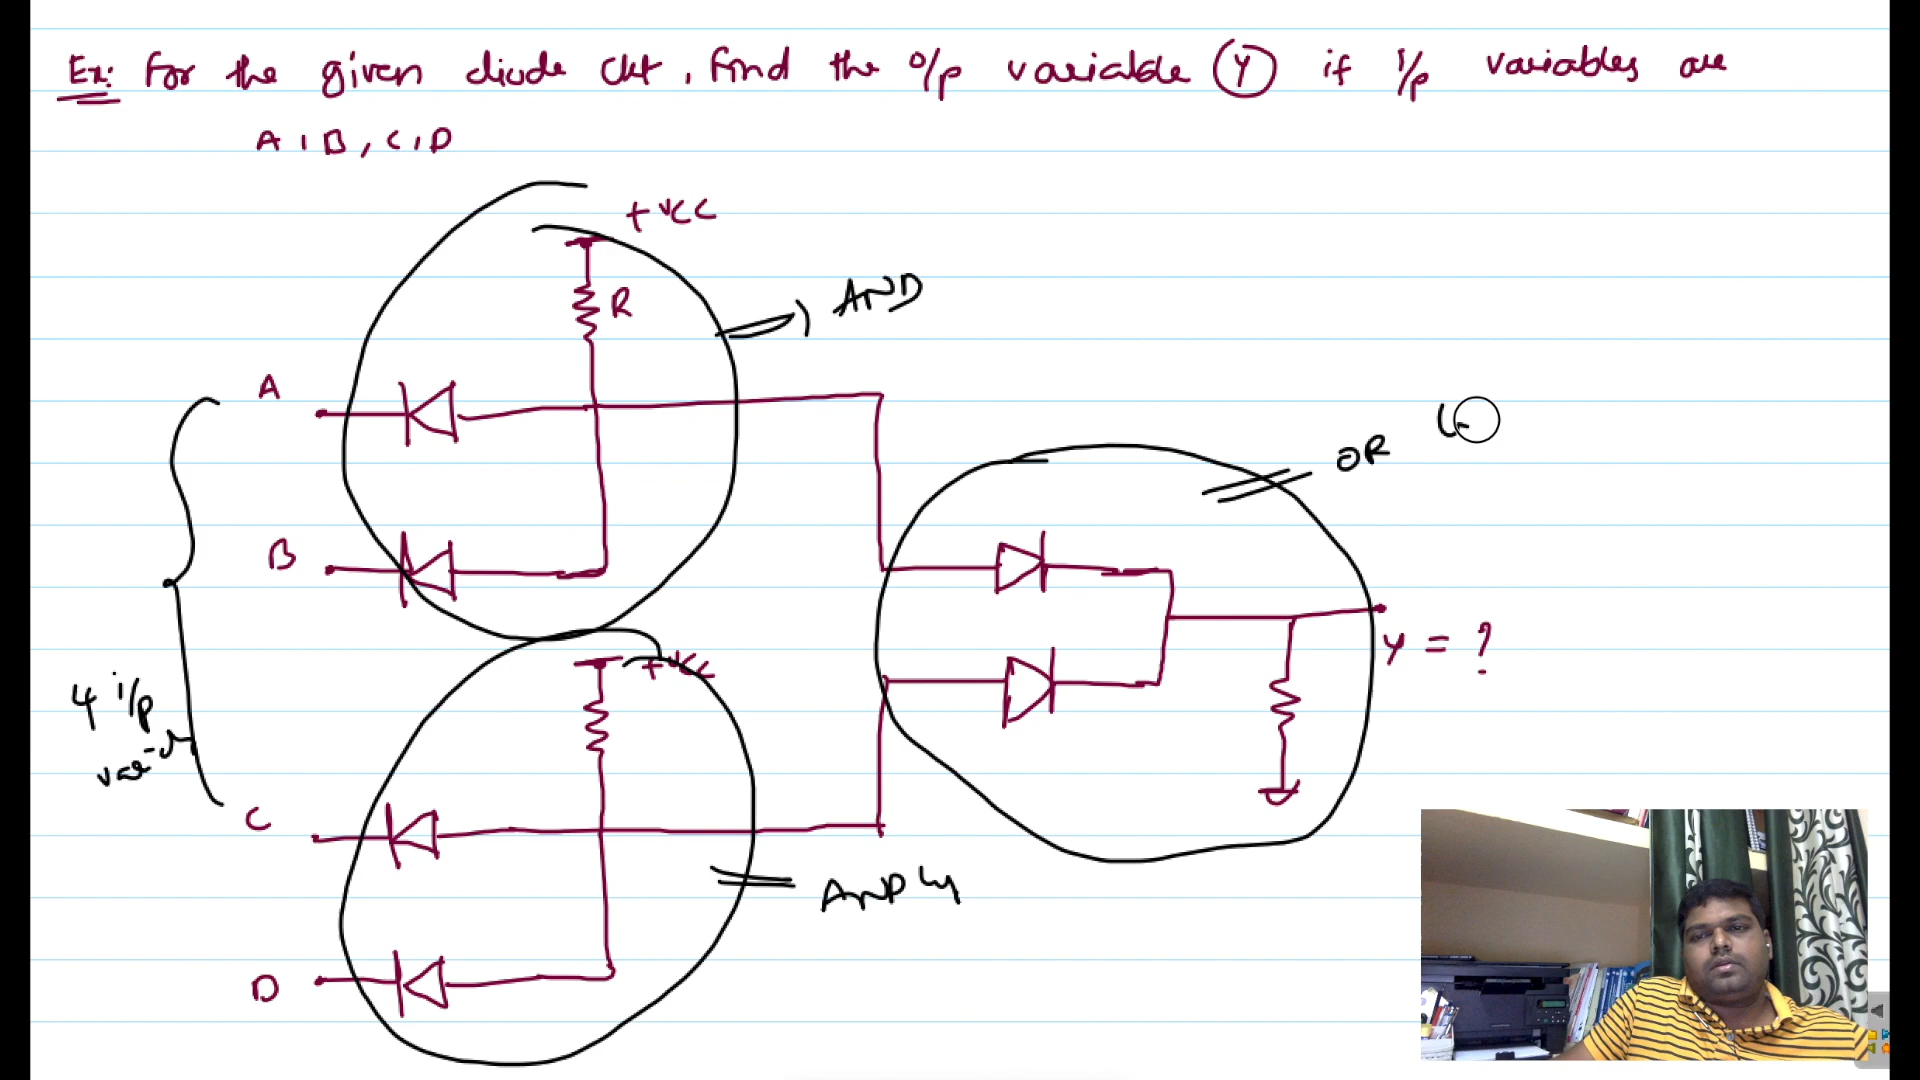 Ex: For the given diode ckt, find the o/p variable (Y) if i/p variables are
A, B, C, D
+VCC
R
AND
A
OR
B
Y = ?
+VCC
4 i/p
C
AND
D